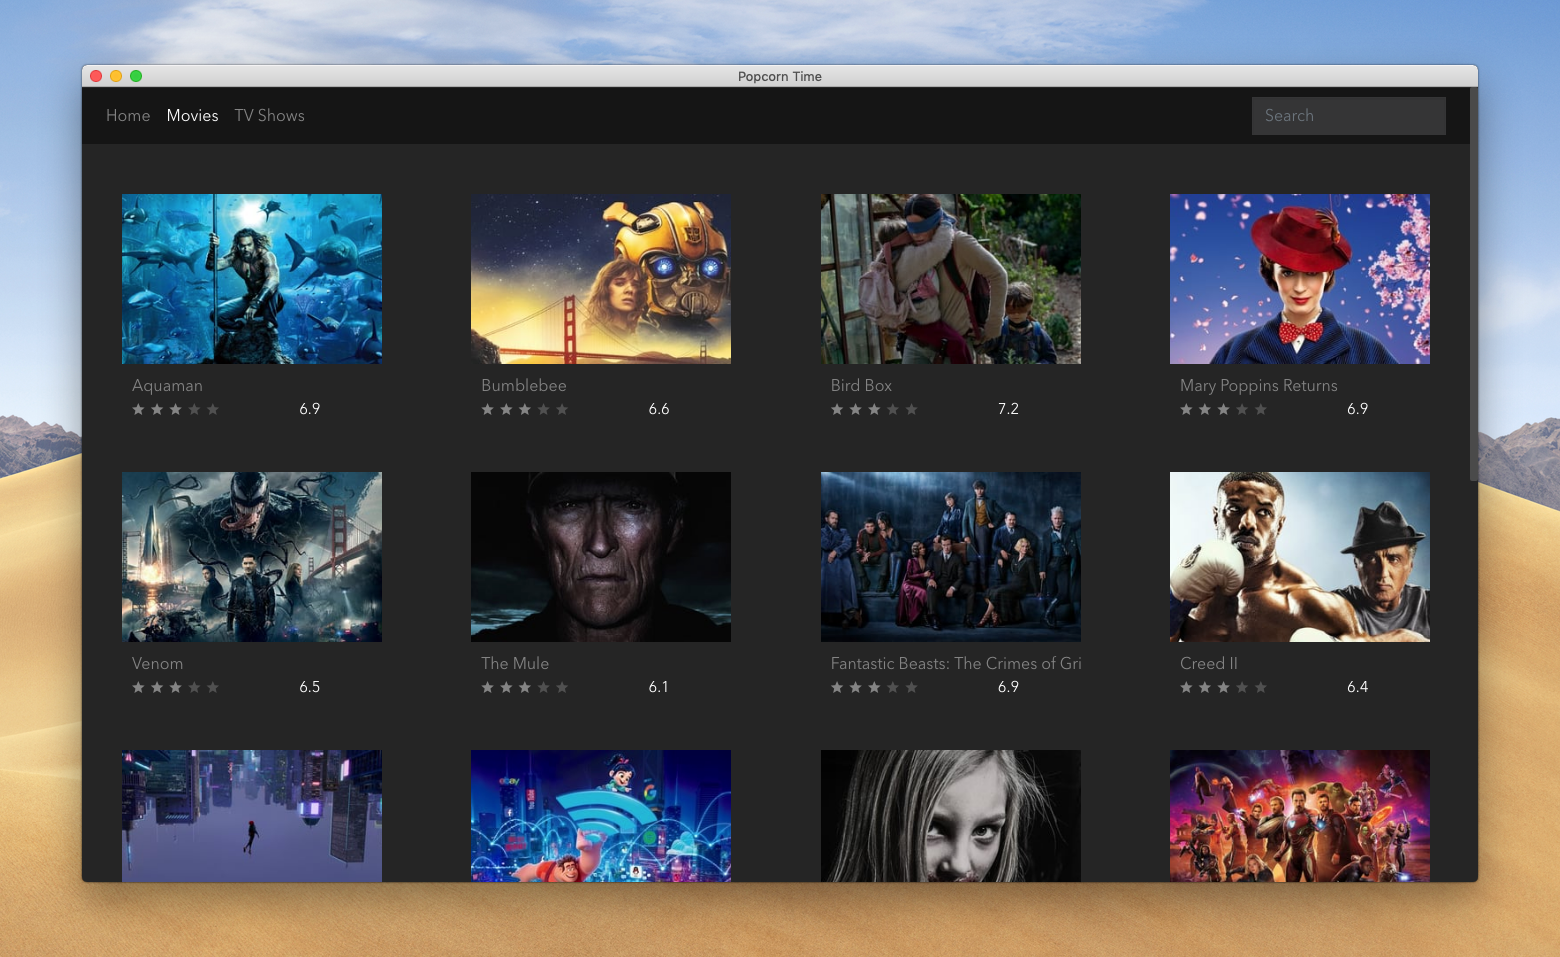 Popcorn Time
Home Movies TV Shows
Search
Aquaman
6.9
Bumblebee
6.6
Bird Box
7.2
Mary Poppins Returns
6.9
Venom
6.5
The Mule
6.1
Fantastic Beasts: The Crimes of Gri
6.9
Creed II
6.4
ebay